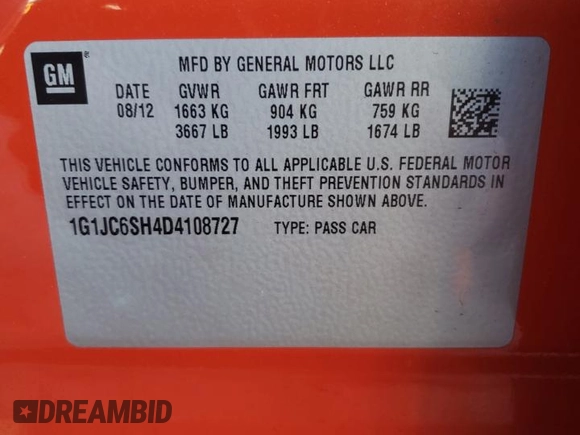 GM ®
MFD BY GENERAL MOTORS LLC
DATE GVWR GAWR FRT GAWR RR
08/12 1663 KG 904 KG 759 KG
3667 LB 1993 LB 1674 LB
THIS VEHICLE CONFORMS TO ALL APPLICABLE U.S. FEDERAL MOTOR
VEHICLE SAFETY, BUMPER, AND THEFT PREVENTION STANDARDS IN
EFFECT ON THE DATE OF MANUFACTURE SHOWN ABOVE.
1G1JC6SH4D4108727 TYPE: PASS CAR
DREAMBID